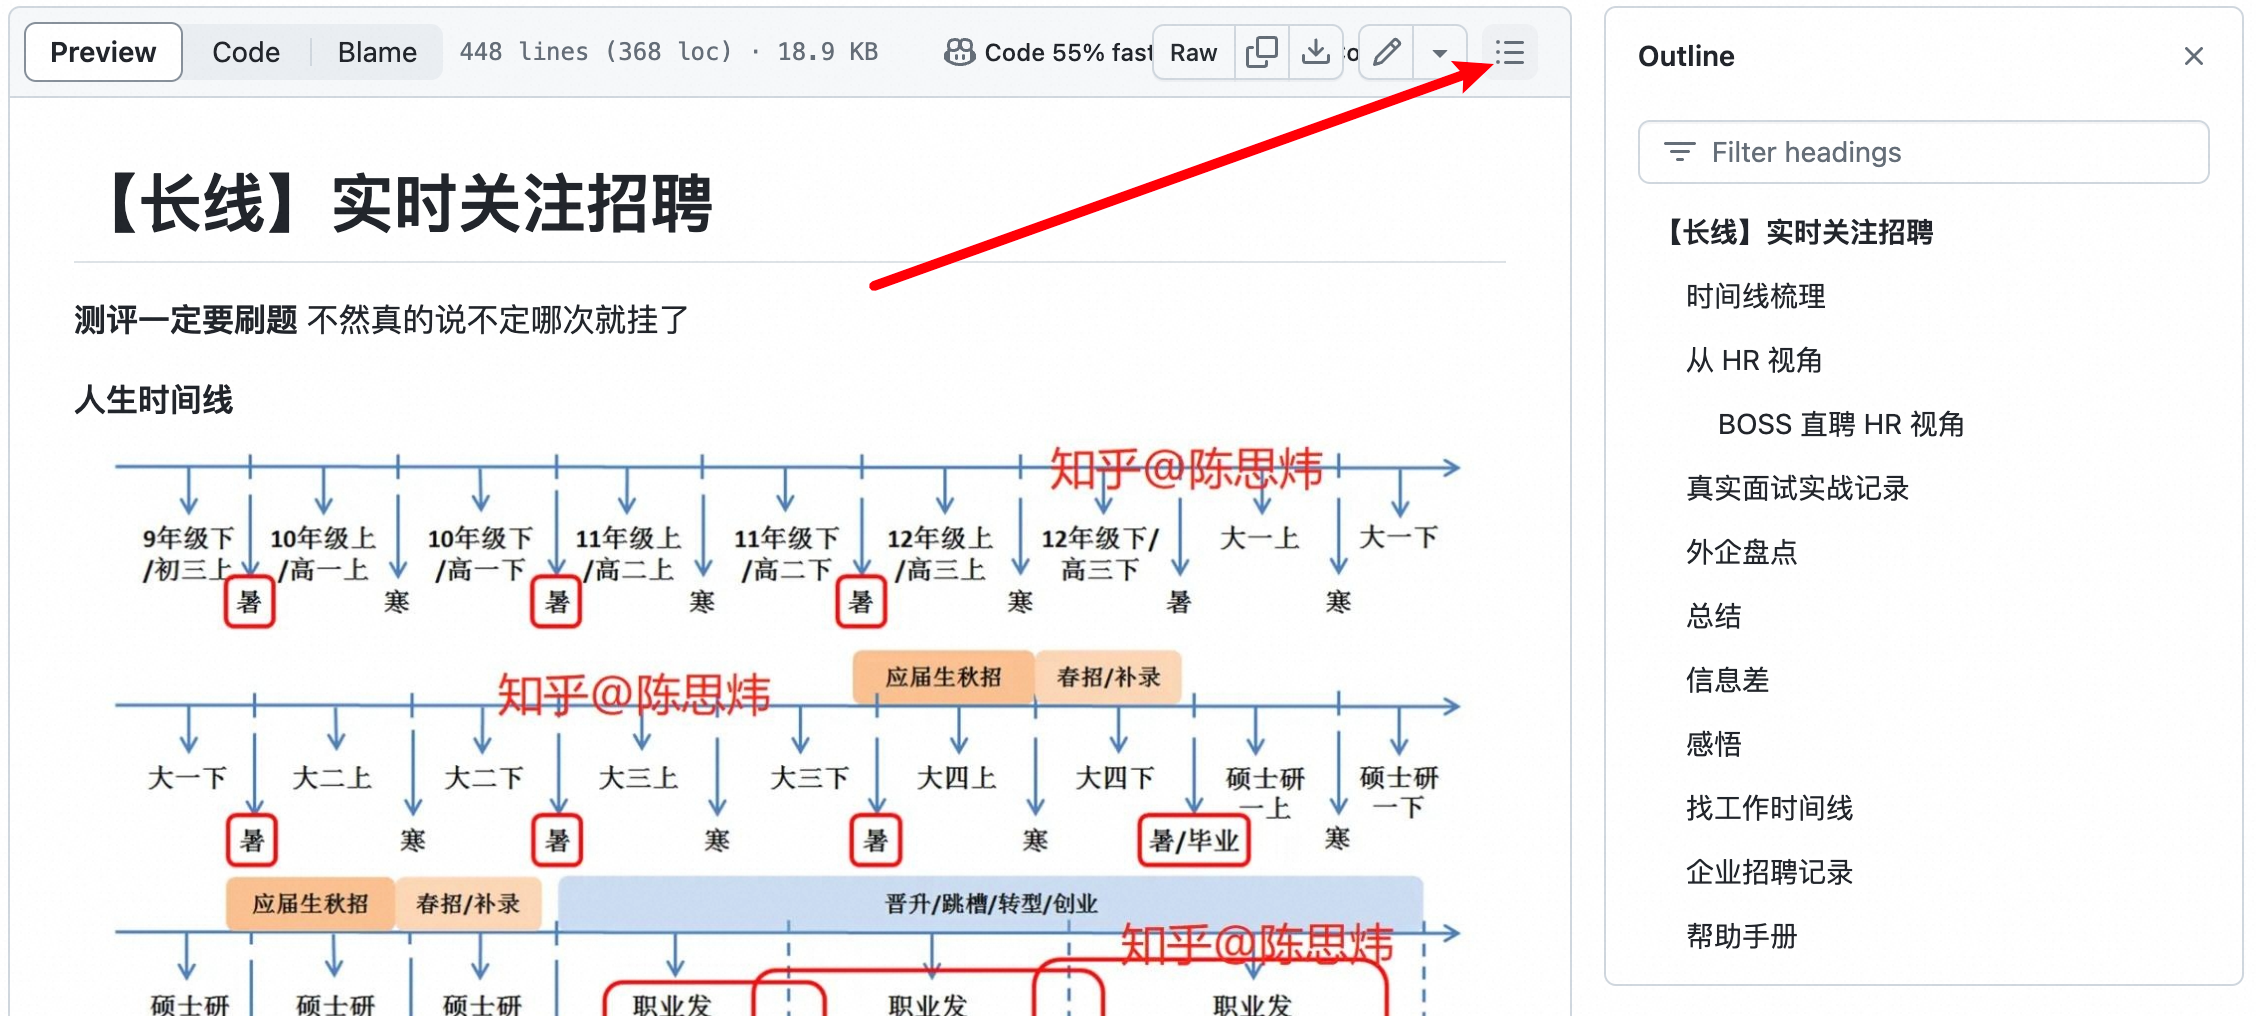 Preview Code Blame 448 lines (368 loc) · 18.9 KB Code 55% fast Raw
【长线】实时关注招聘
测评一定要刷题 不然真的说不定哪次就挂了
人生时间线
知乎@陈思炜
9年级下 10年级上 10年级下 11年级上 11年级下 12年级上 12年级下/ 大一上 大一下
/初三上 /高一上 /高一下 /高二上 /高二下 /高三上 高三下
暑 寒 暑 寒 暑 寒 暑 寒
应届生秋招 春招/补录
知乎@陈思炜
大一下 大二上 大二下 大三上 大三下 大四上 大四下 硕士研 硕士研
一上 一下
暑 寒 暑 寒 暑 寒 暑/毕业 寒
应届生秋招 春招/补录 晋升/跳槽/转型/创业
知乎@陈思炜
硕士研 硕士研 硕士研 职业发 职业发 职业发
Outline
Filter headings
【长线】实时关注招聘
时间线梳理
从 HR 视角
BOSS 直聘 HR 视角
真实面试实战记录
外企盘点
总结
信息差
感悟
找工作时间线
企业招聘记录
帮助手册